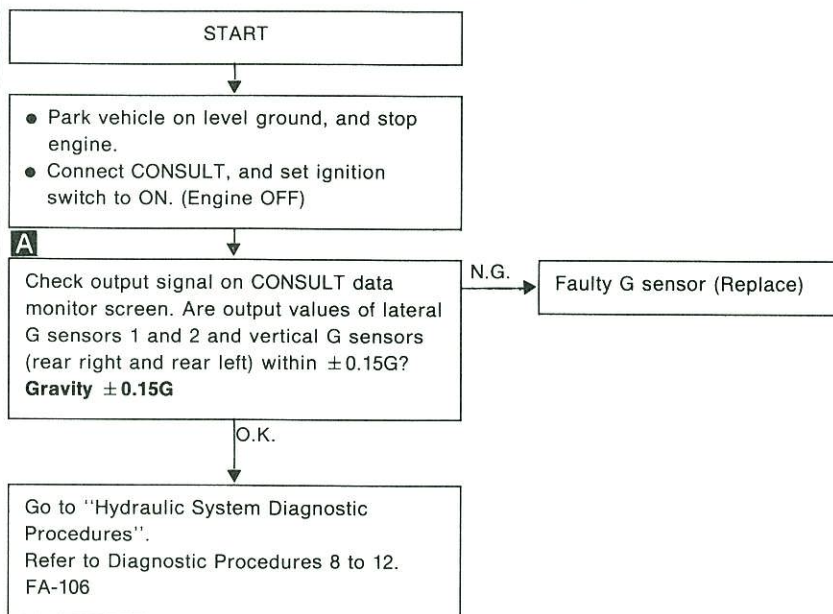 START
● Park vehicle on level ground, and stop
engine.
● Connect CONSULT, and set ignition
switch to ON. (Engine OFF)
A
Check output signal on CONSULT data
monitor screen. Are output values of lateral
G sensors 1 and 2 and vertical G sensors
(rear right and rear left) within ±0.15G?
Gravity ±0.15G
N.G.
Faulty G sensor (Replace)
O.K.
Go to ''Hydraulic System Diagnostic
Procedures''.
Refer to Diagnostic Procedures 8 to 12.
FA-106